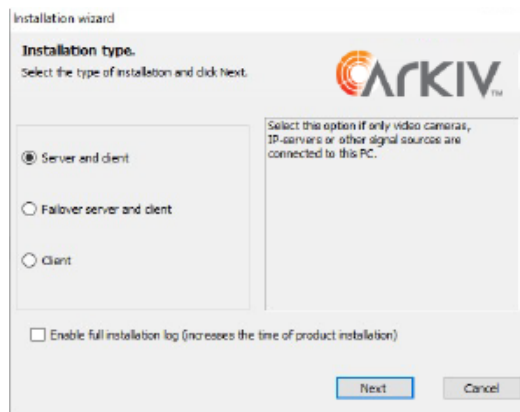 Installation wizard
Installation type.
Select the type of installation and click Next.
ARKIV™
Select this option if only video cameras,
IP-servers or other signal sources are
connected to this PC.
Server and client
Failover server and client
Client
Enable full installation log (increases the time of product installation)
Next
Cancel